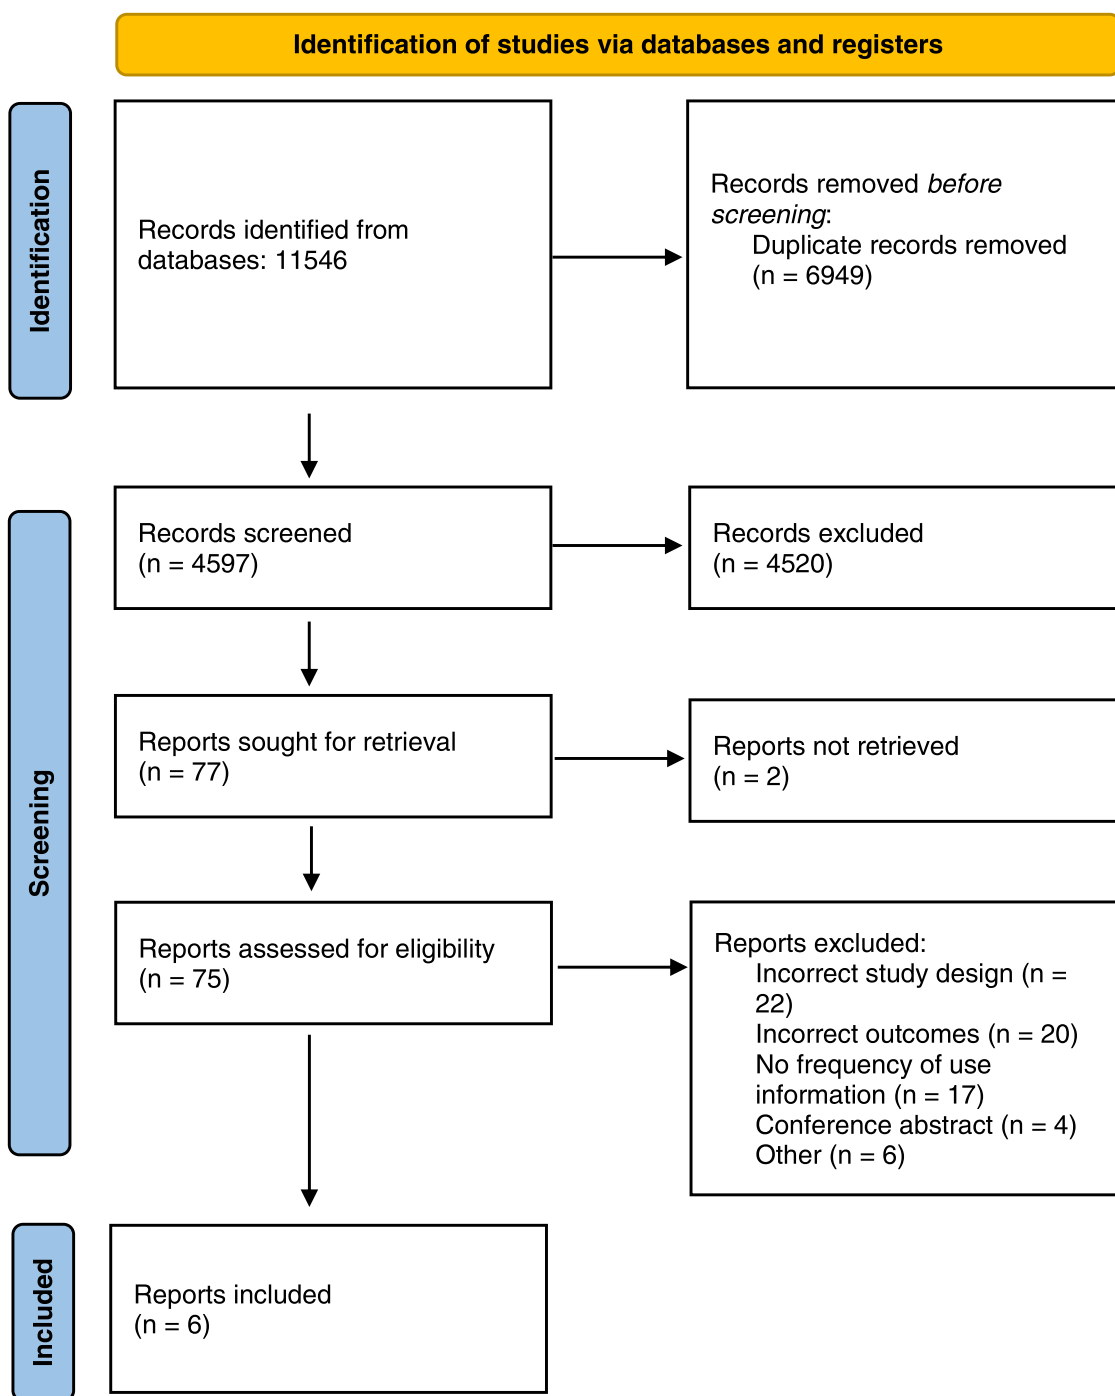 Identification of studies via databases and registers
Identification
Records identified from
databases: 11546
Records removed before
screening:
Duplicate records removed
(n = 6949)
Screening
Records screened
(n = 4597)
Records excluded
(n = 4520)
Reports sought for retrieval
(n = 77)
Reports not retrieved
(n = 2)
Reports assessed for eligibility
(n = 75)
Reports excluded:
Incorrect study design (n =
22)
Incorrect outcomes (n = 20)
No frequency of use
information (n = 17)
Conference abstract (n = 4)
Other (n = 6)
Included
Reports included
(n = 6)